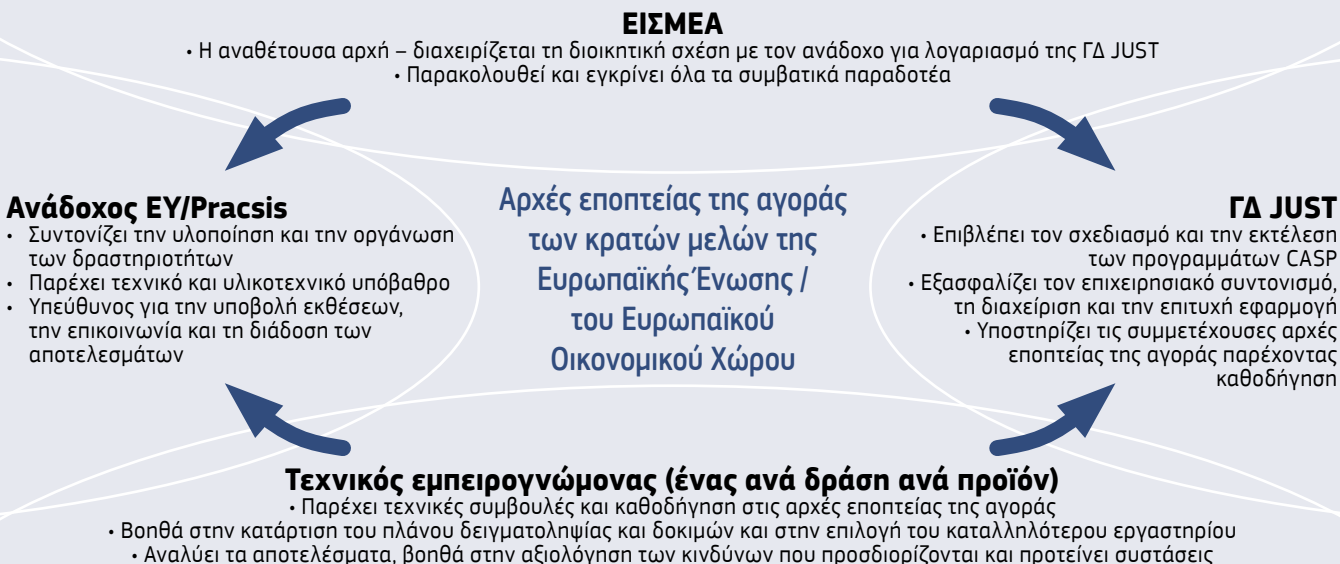 ΕΙΣΜΕΑ
• Η αναθέτουσα αρχή – διαχειρίζεται τη διοικητική σχέση με τον ανάδοχο για λογαριασμό της ΓΔ JUST
• Παρακολουθεί και εγκρίνει όλα τα συμβατικά παραδοτέα
Ανάδοχος EY/Pracsis
• Συντονίζει την υλοποίηση και την οργάνωση
των δραστηριοτήτων
• Παρέχει τεχνικό και υλικοτεχνικό υπόβαθρο
• Υπεύθυνος για την υποβολή εκθέσεων,
την επικοινωνία και τη διάδοση των
αποτελεσμάτων
Αρχές εποπτείας της αγοράς
των κρατών μελών της
Ευρωπαϊκής Ένωσης /
του Ευρωπαϊκού
Οικονομικού Χώρου
ΓΔ JUST
• Επιβλέπει τον σχεδιασμό και την εκτέλεση
των προγραμμάτων CASP
• Εξασφαλίζει τον επιχειρησιακό συντονισμό,
τη διαχείριση και την επιτυχή εφαρμογή
• Υποστηρίζει τις συμμετέχουσες αρχές
εποπτείας της αγοράς παρέχοντας
καθοδήγηση
Τεχνικός εμπειρογνώμονας (ένας ανά δράση ανά προϊόν)
• Παρέχει τεχνικές συμβουλές και καθοδήγηση στις αρχές εποπτείας της αγοράς
• Βοηθά στην κατάρτιση του πλάνου δειγματοληψίας και δοκιμών και στην επιλογή του καταλληλότερου εργαστηρίου
• Αναλύει τα αποτελέσματα, βοηθά στην αξιολόγηση των κινδύνων που προσδιορίζονται και προτείνει συστάσεις